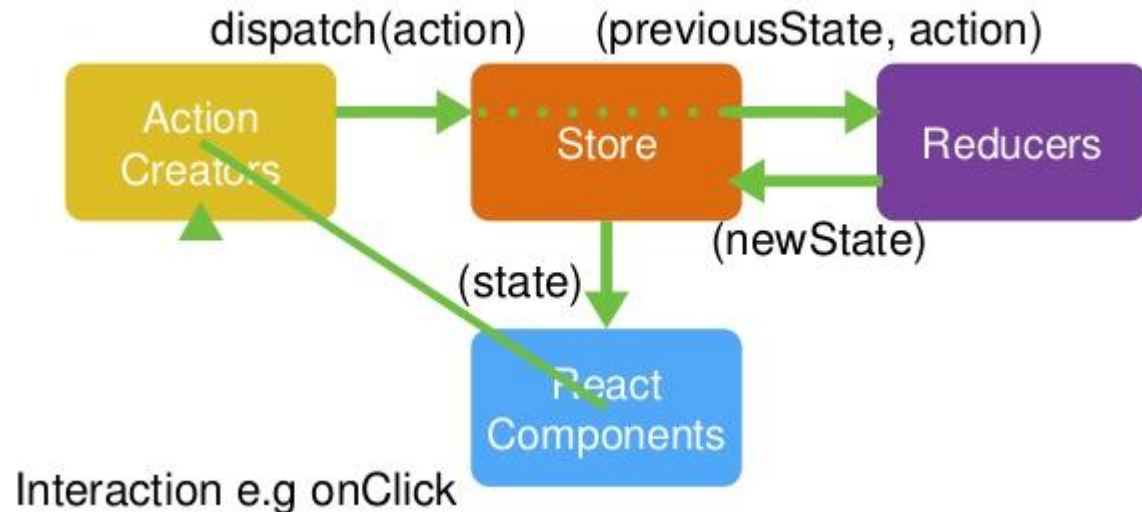 dispatch(action)
(previousState, action)
Action
Creators
Store
Reducers
(newState)
(state)
React
Components
Interaction e.g onClick